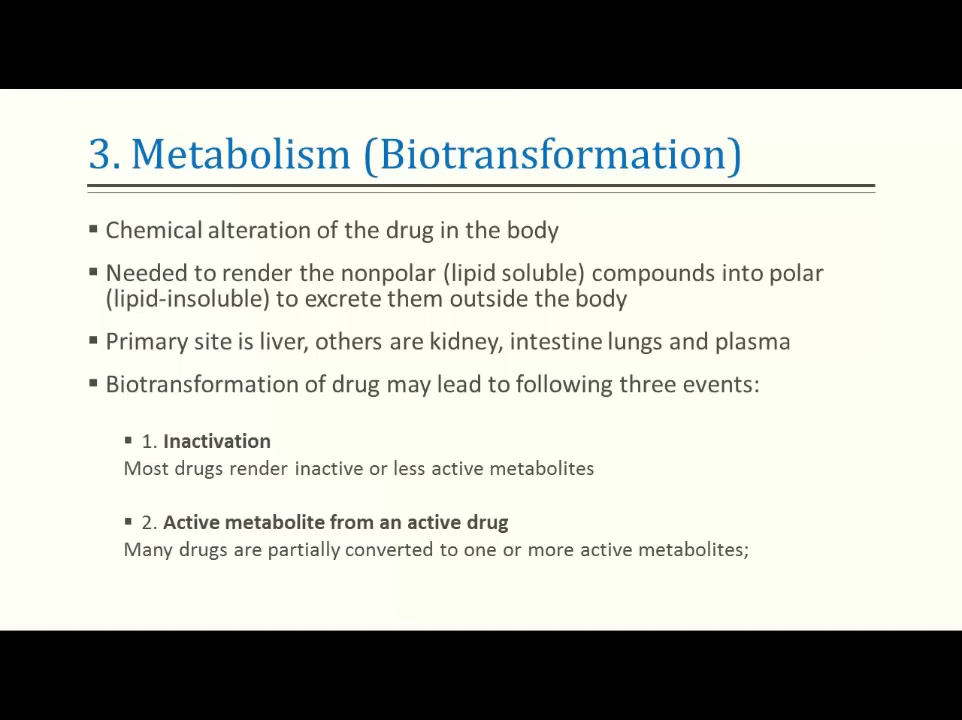 3. Metabolism (Biotransformation)
▪ Chemical alteration of the drug in the body
▪ Needed to render the nonpolar (lipid soluble) compounds into polar
(lipid-insoluble) to excrete them outside the body
▪ Primary site is liver, others are kidney, intestine lungs and plasma
▪ Biotransformation of drug may lead to following three events:
▪ 1. Inactivation
Most drugs render inactive or less active metabolites
▪ 2. Active metabolite from an active drug
Many drugs are partially converted to one or more active metabolites;